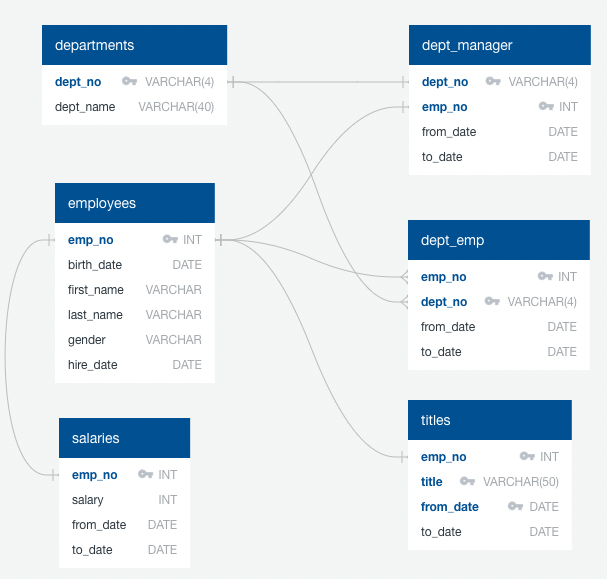 departments
dept_no VARCHAR(4)
dept_name VARCHAR(40)
dept_manager
dept_no VARCHAR(4)
emp_no INT
from_date DATE
to_date DATE
employees
emp_no INT
birth_date DATE
first_name VARCHAR
last_name VARCHAR
gender VARCHAR
hire_date DATE
dept_emp
emp_no INT
dept_no VARCHAR(4)
from_date DATE
to_date DATE
salaries
emp_no INT
salary INT
from_date DATE
to_date DATE
titles
emp_no INT
title VARCHAR(50)
from_date DATE
to_date DATE